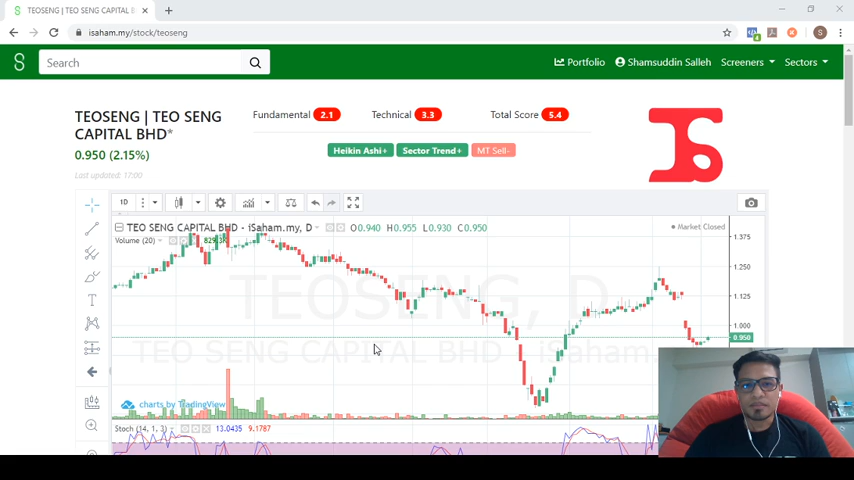 TEOSENG | TEO SENG CAPITAL B
isaham.my/stock/teoseng
Search
Portfolio
Shamsuddin Salleh
Screeners
Sectors
TEOSENG | TEO SENG
CAPITAL BHD*
0.950 (2.15%)
Last updated: 17:00
Fundamental 2.1
Technical 3.3
Total Score 5.4
Heikin Ashi+
Sector Trend+
MT Sell-
1D
TEO SENG CAPITAL BHD - iSaham.my, D
O0.940 H0.955 L0.930 C0.950
Market Closed
Volume (20)
1.375
1.250
1.125
1.000
0.950
TEOSENG, D
TEO SENG CAPITAL BHD - iSaham.m
charts by TradingView
Stoch (14, 1, 3)
13.0435 9.1787